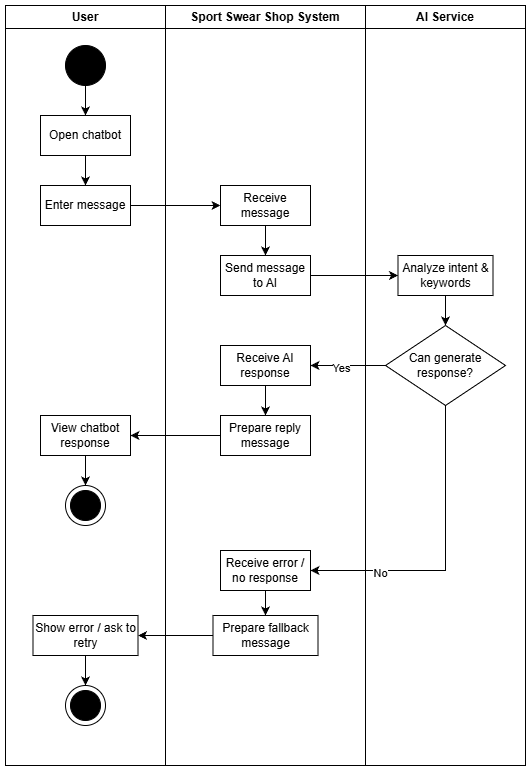 User
Sport Swear Shop System
AI Service
Open chatbot
Enter message
Receive
message
Send message
to AI
Analyze intent &
keywords
Can generate
response?
Yes
Receive AI
response
Prepare reply
message
View chatbot
response
No
Receive error /
no response
Prepare fallback
message
Show error / ask to
retry